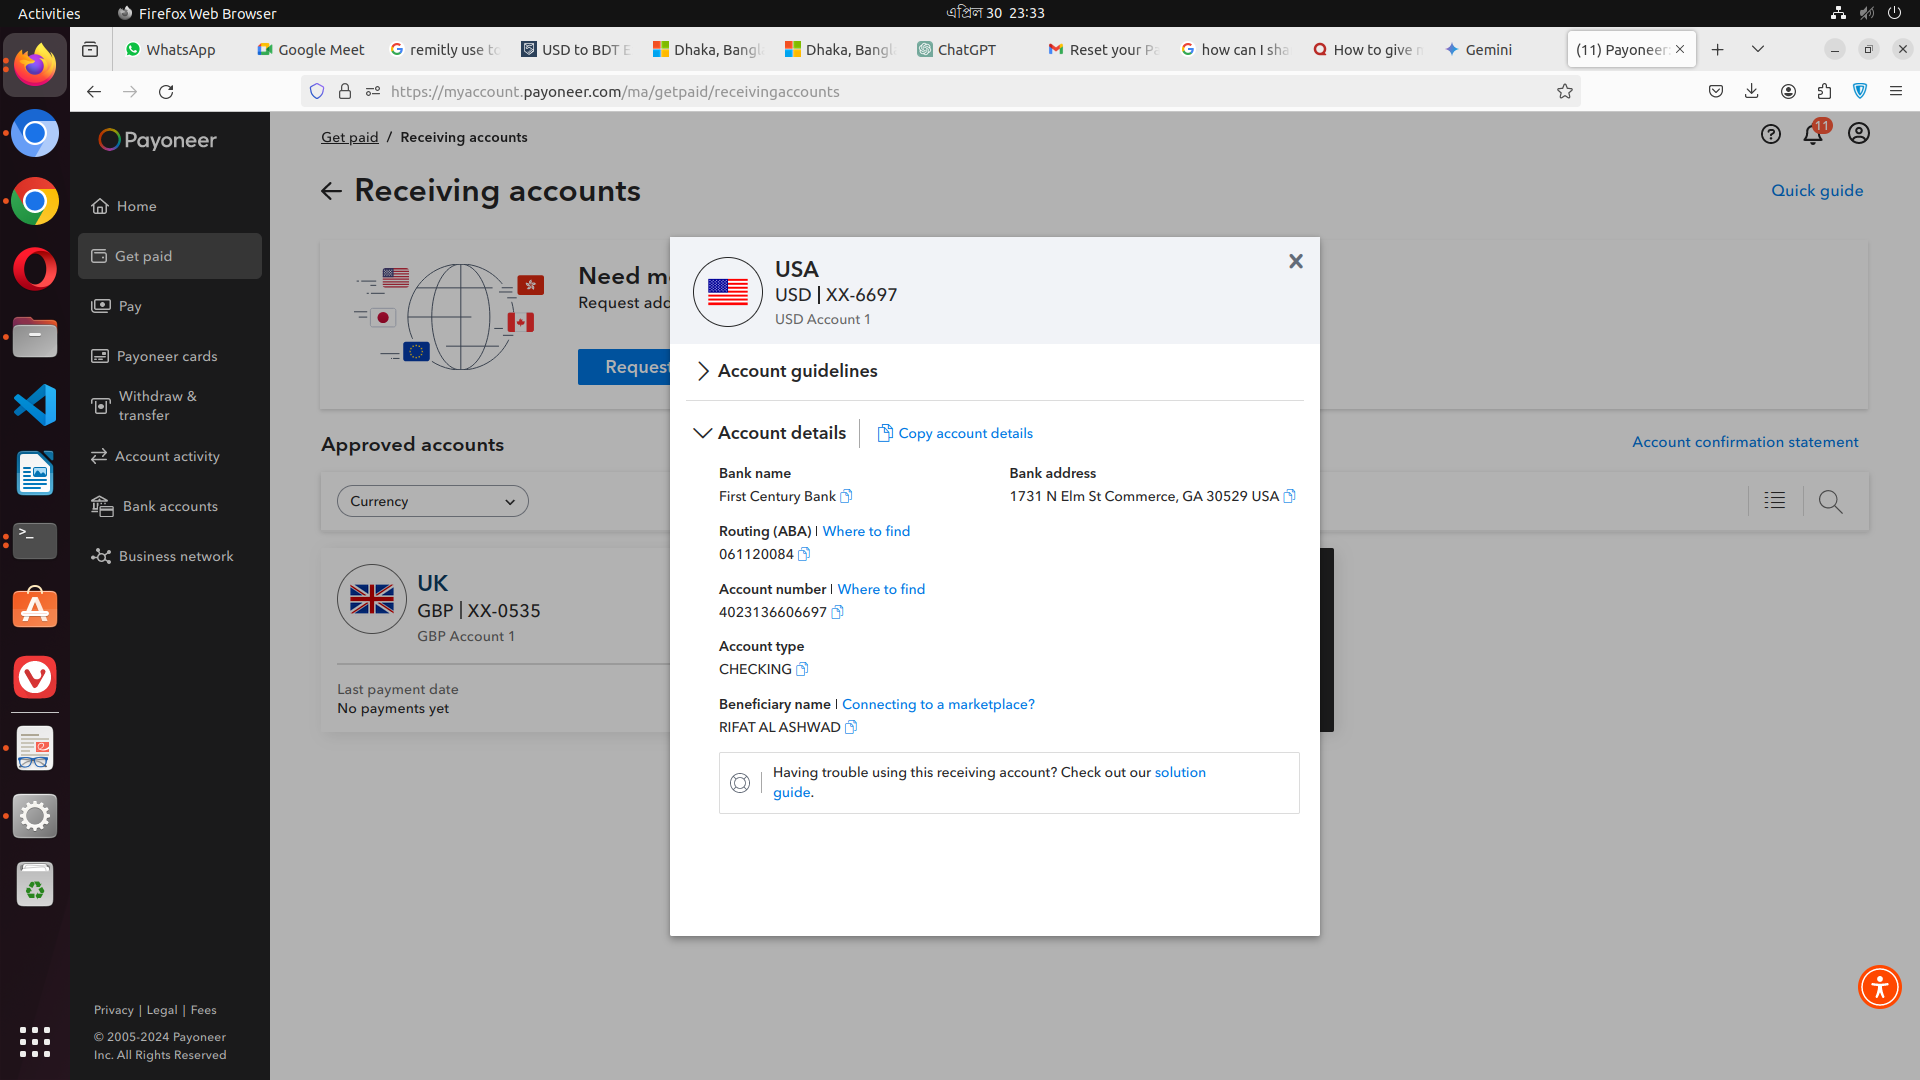 Activities
Firefox Web Browser
এপ্রিল 30 23:33
WhatsApp
Google Meet
remitly use to
USD to BDT E
Dhaka, Bangla
Dhaka, Bangla
ChatGPT
Reset your Pa
how can I sha
How to give m
Gemini
(11) Payoneer:
https://myaccount.payoneer.com/ma/getpaid/receivingaccounts
Payoneer
Home
Get paid
Pay
Payoneer cards
Withdraw &
transfer
Account activity
Bank accounts
Business network
Privacy | Legal | Fees
© 2005-2024 Payoneer
Inc. All Rights Reserved
Get paid / Receiving accounts
11
Receiving accounts
Quick guide
Need m
Request add
Request
Approved accounts
Account confirmation statement
Currency
UK
GBP | XX-0535
GBP Account 1
Last payment date
No payments yet
USA
USD | XX-6697
USD Account 1
Account guidelines
Account details
Copy account details
Bank name
First Century Bank
Bank address
1731 N Elm St Commerce, GA 30529 USA
Routing (ABA) | Where to find
061120084
Account number | Where to find
4023136606697
Account type
CHECKING
Beneficiary name | Connecting to a marketplace?
RIFAT AL ASHWAD
Having trouble using this receiving account? Check out our solution
guide.